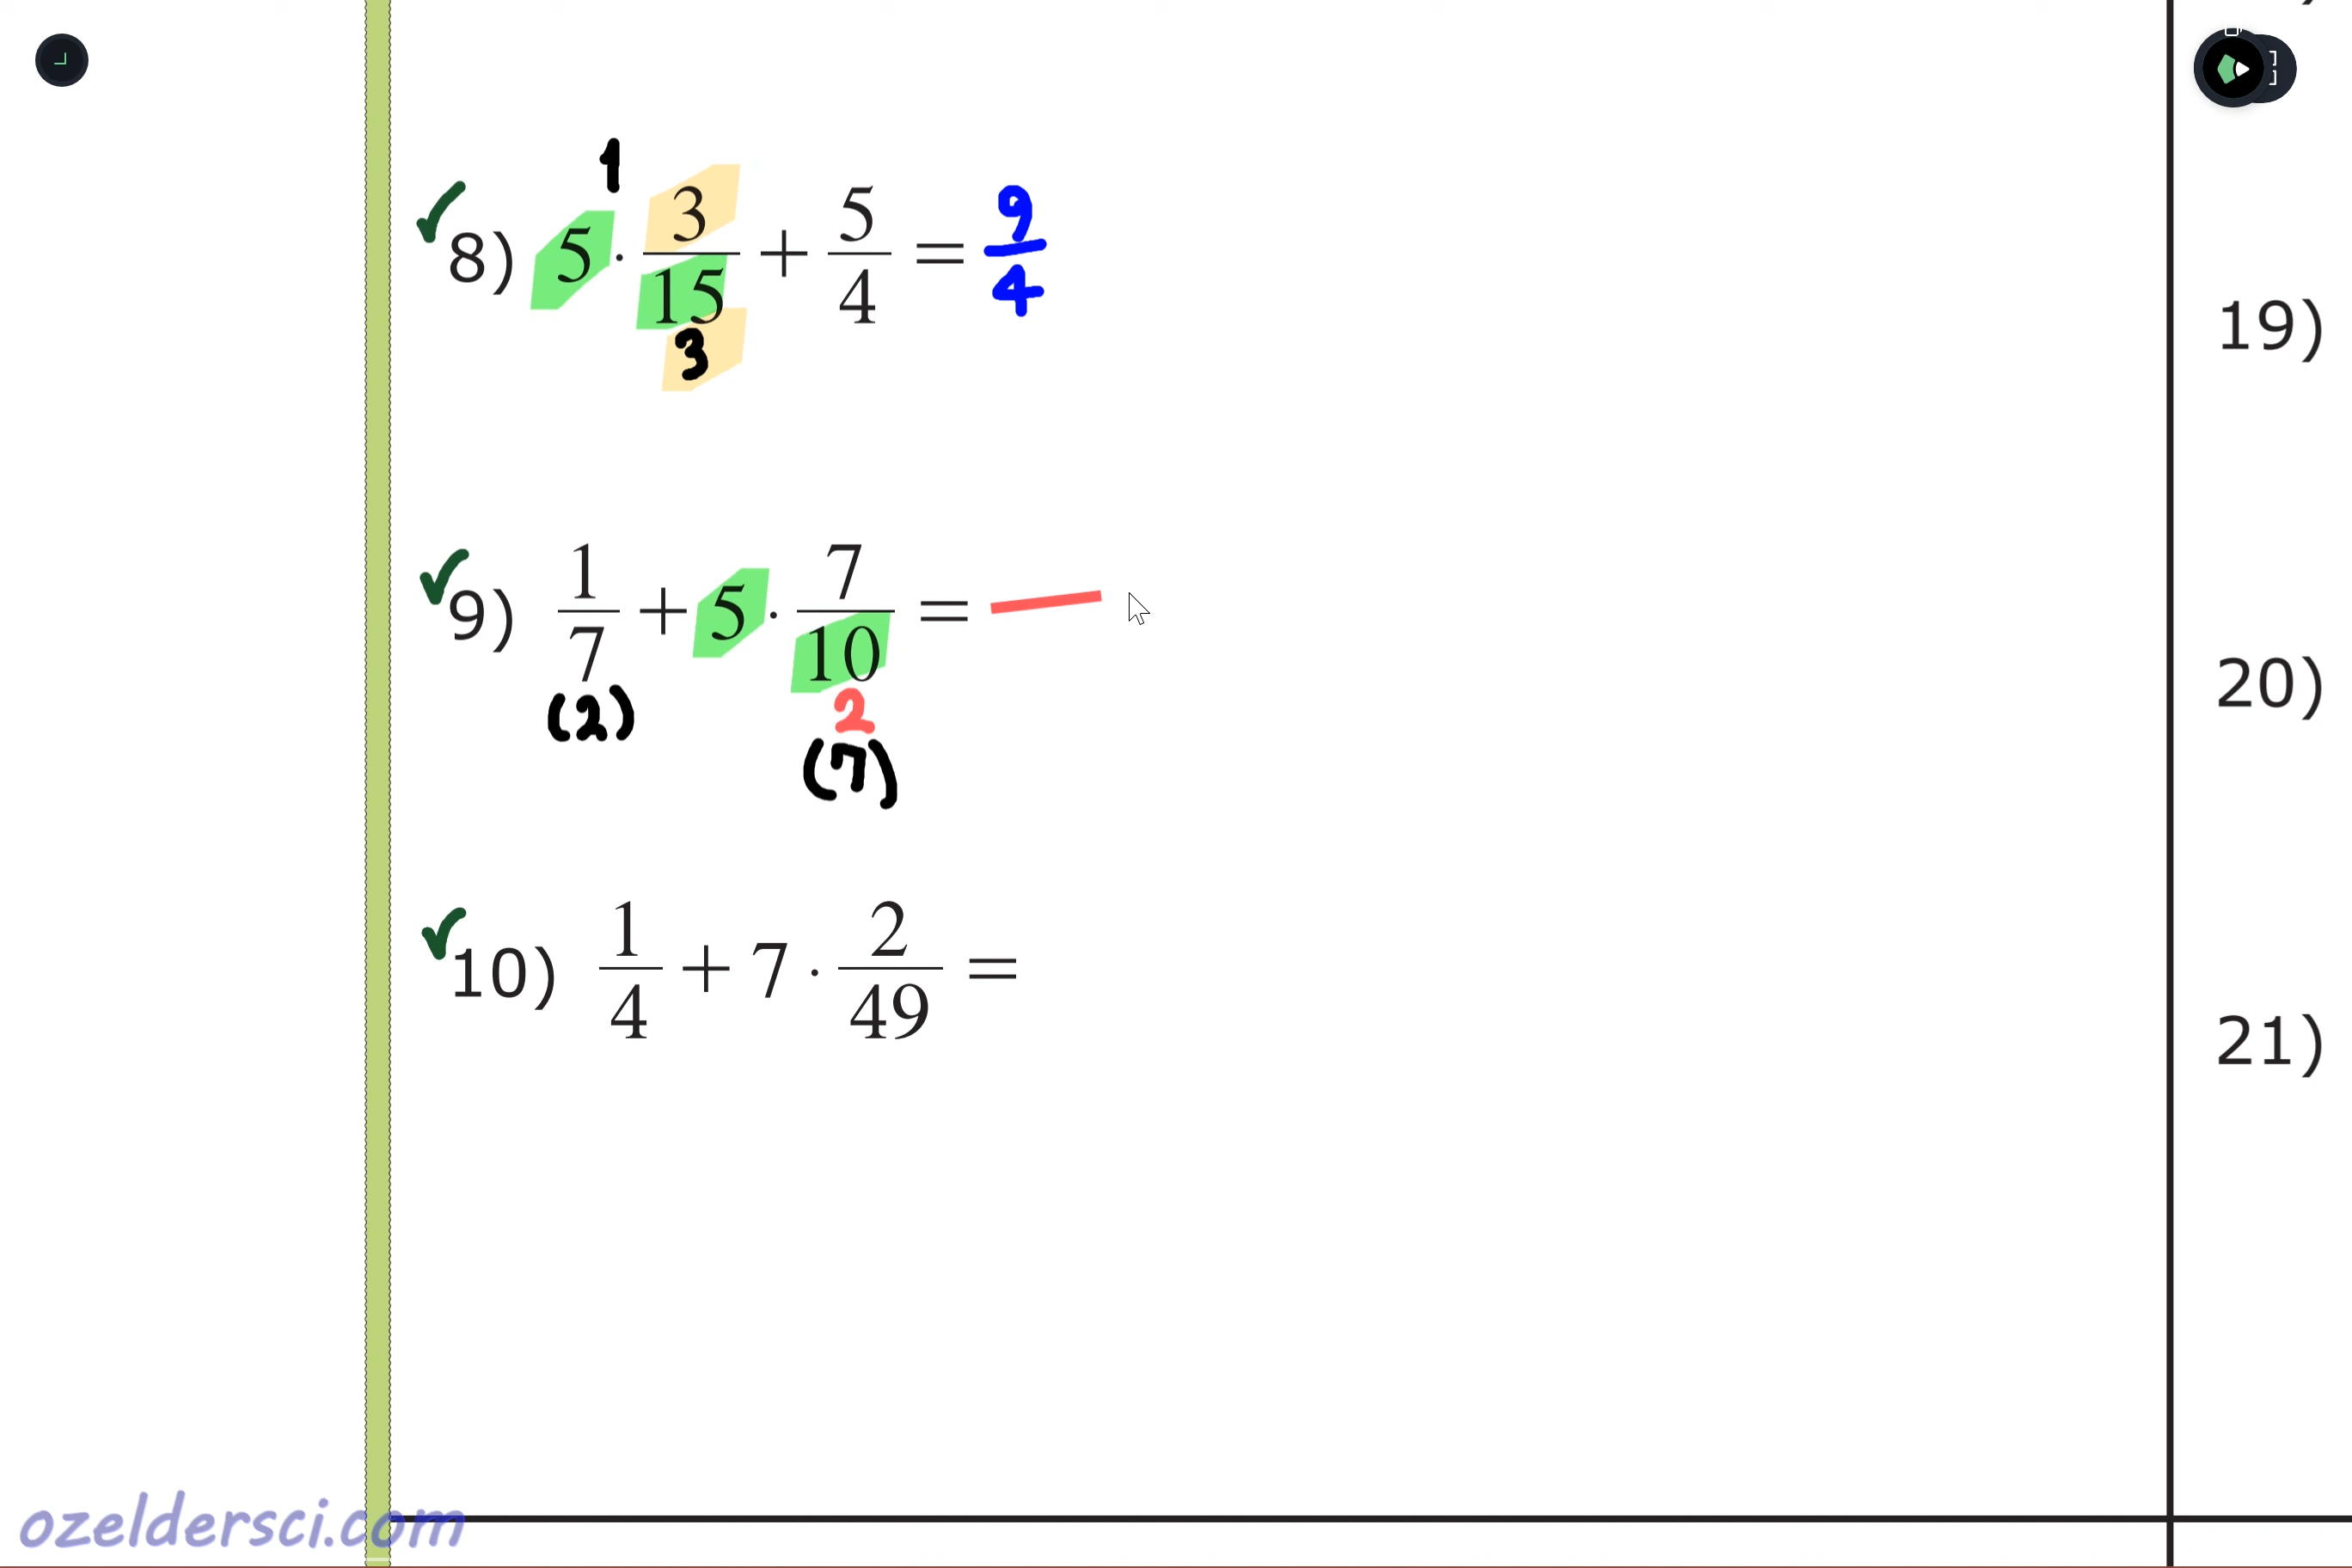 1
8) 5 · 3/15 + 5/4 = 9/4
3
19)
9) 1/7 + 5 · 7/10 =
(2) 2
(7)
20)
10) 1/4 + 7 · 2/49 =
21)
ozeldersci.com